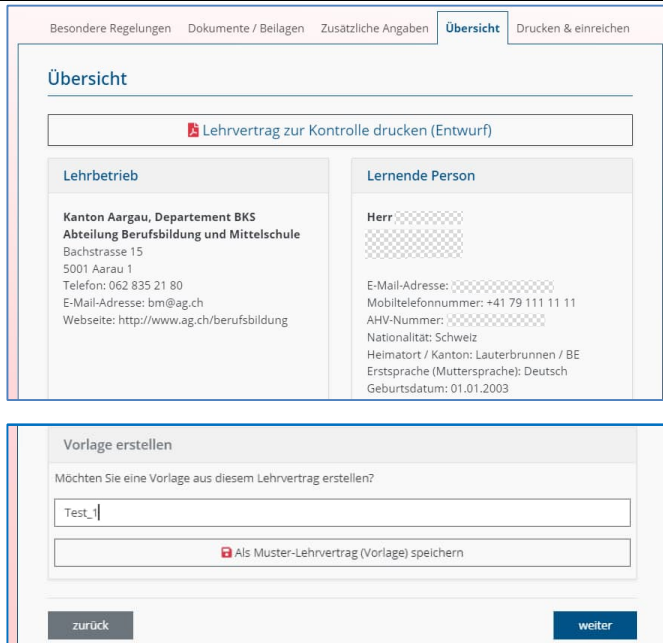 Besondere Regelungen Dokumente / Beilagen Zusätzliche Angaben Übersicht Drucken & einreichen
Übersicht
Lehrvertrag zur Kontrolle drucken (Entwurf)
Lehrbetrieb
Kanton Aargau, Departement BKS
Abteilung Berufsbildung und Mittelschule
Bachstrasse 15
5001 Aarau 1
Telefon: 062 835 21 80
E-Mail-Adresse: bm@ag.ch
Webseite: http://www.ag.ch/berufsbildung
Lernende Person
Herr
E-Mail-Adresse:
Mobiltelefonnummer: +41 79 111 11 11
AHV-Nummer:
Nationalität: Schweiz
Heimatort / Kanton: Lauterbrunnen / BE
Erstsprache (Muttersprache): Deutsch
Geburtsdatum: 01.01.2003
Vorlage erstellen
Möchten Sie eine Vorlage aus diesem Lehrvertrag erstellen?
Test_1
Als Muster-Lehrvertrag (Vorlage) speichern
zurück
weiter